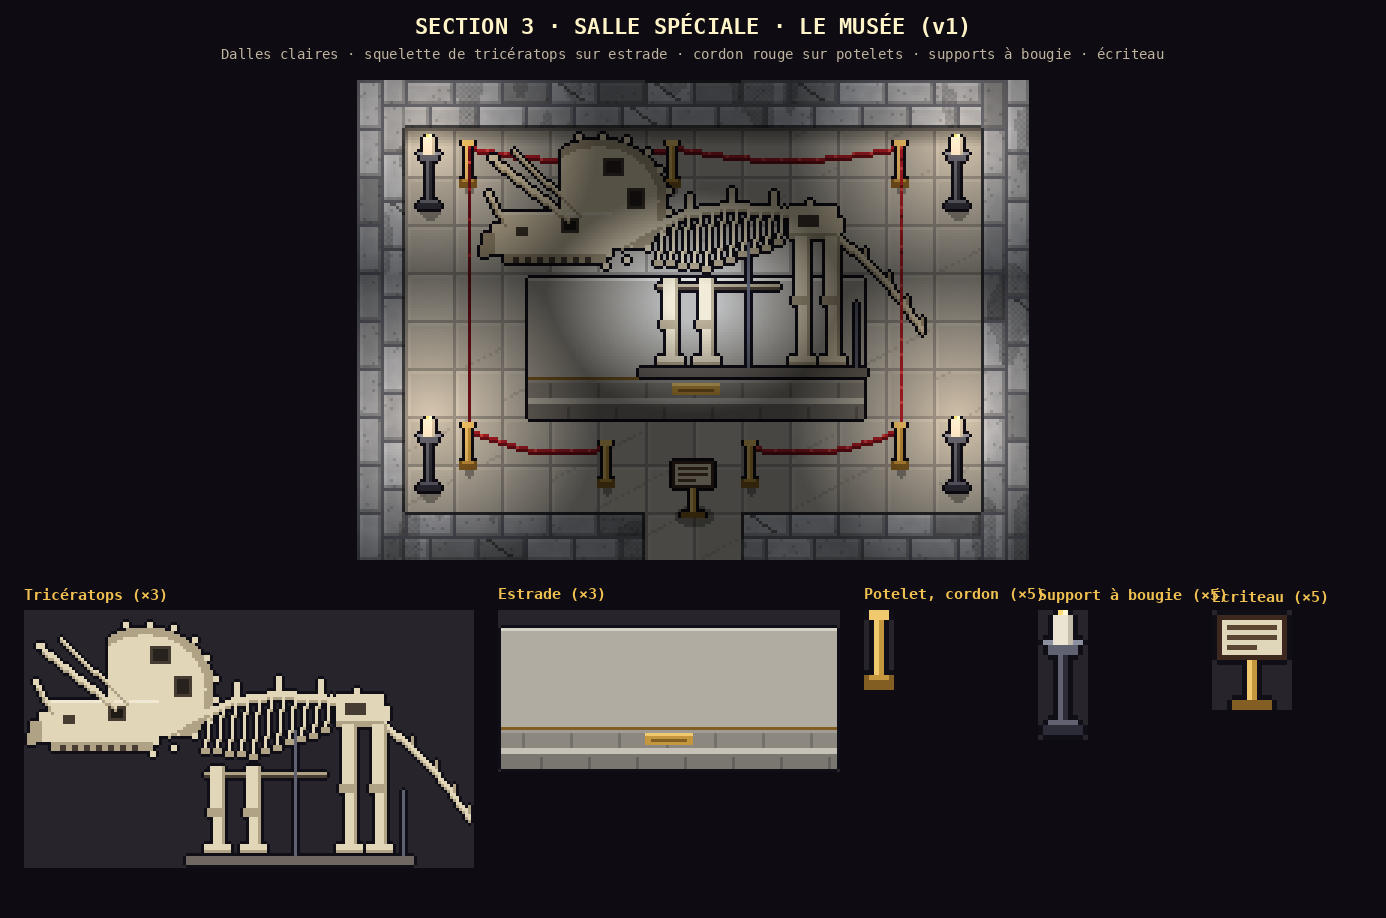 SECTION 3 · SALLE SPÉCIALE · LE MUSÉE (v1)
Dalles claires · squelette de tricératops sur estrade · cordon rouge sur potelets · supports à bougie · écriteau
Tricératops (×3)
Estrade (×3)
Potelet, cordon (×5)
Support à bougie (×5)
Écriteau (×5)